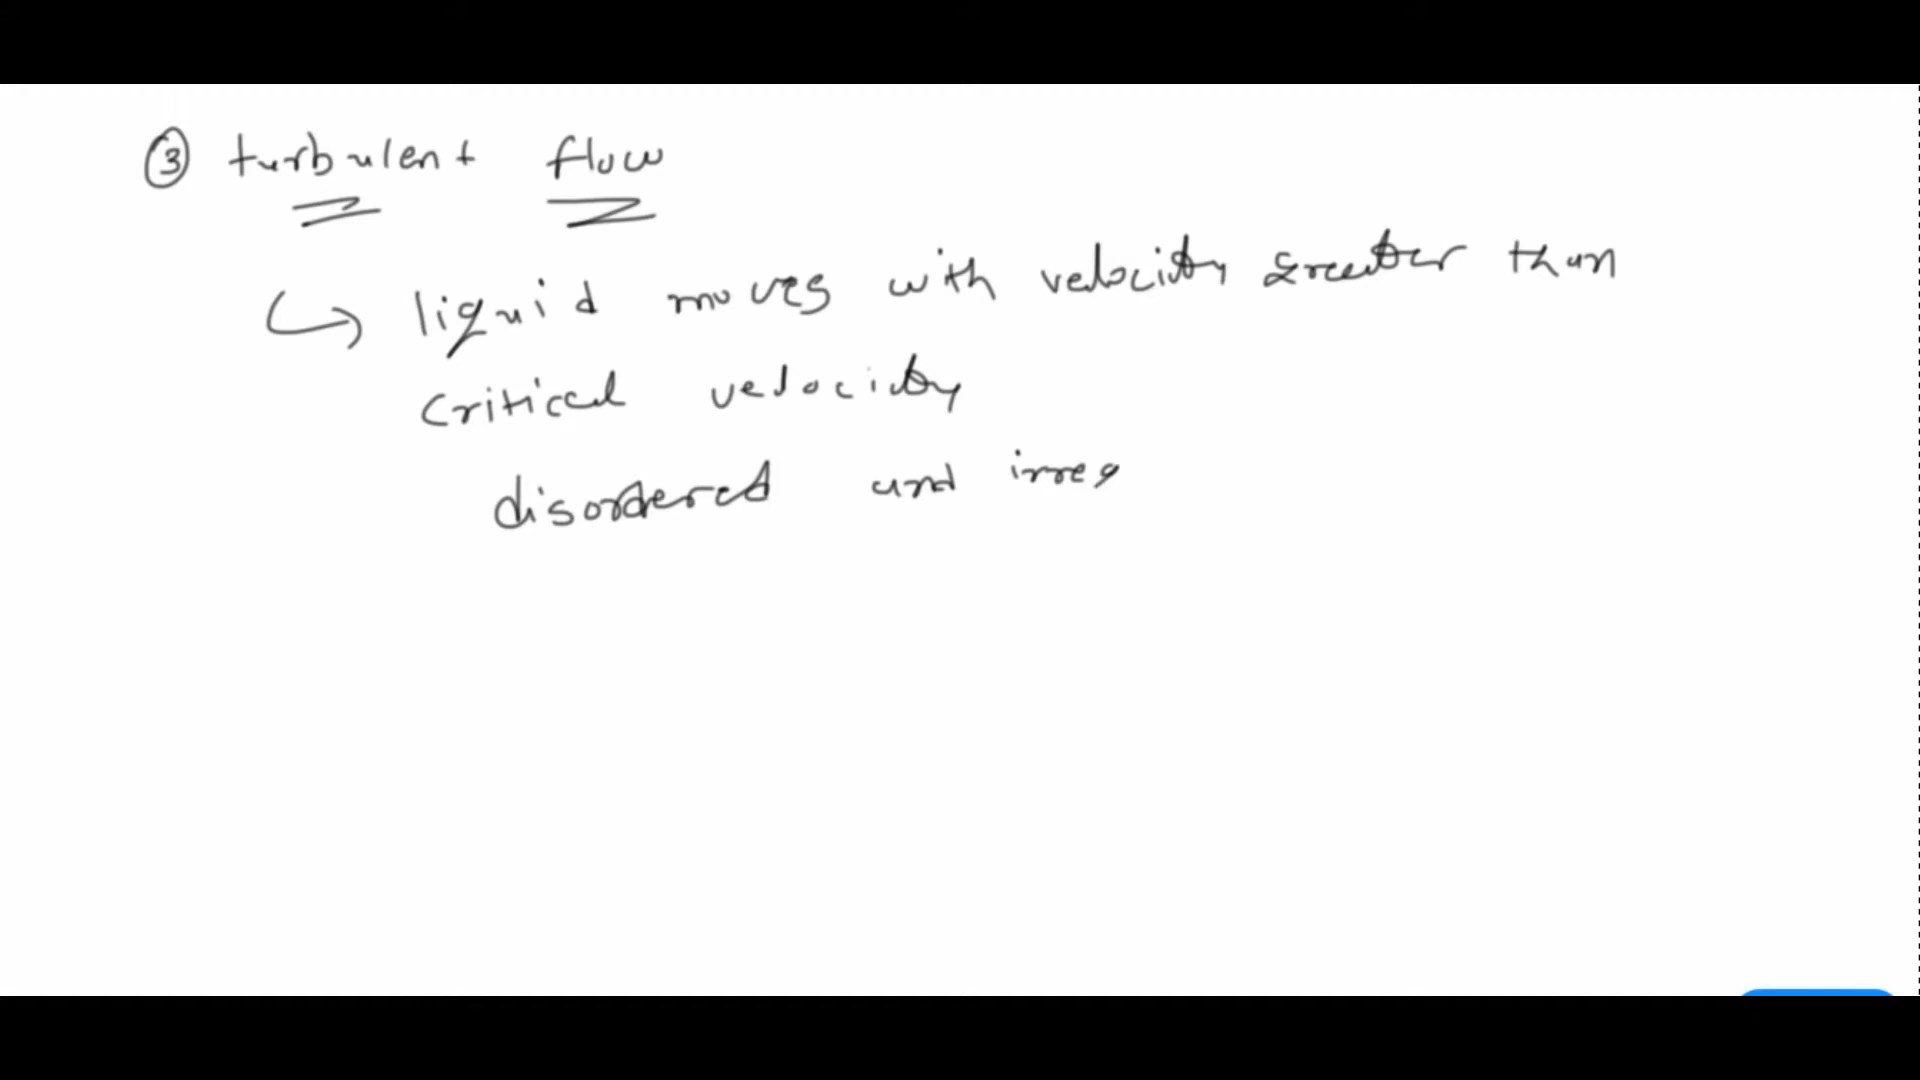 ③ turbulent flow
↳ liquid moves with velocity greater than
critical velocity
disordered and irreg